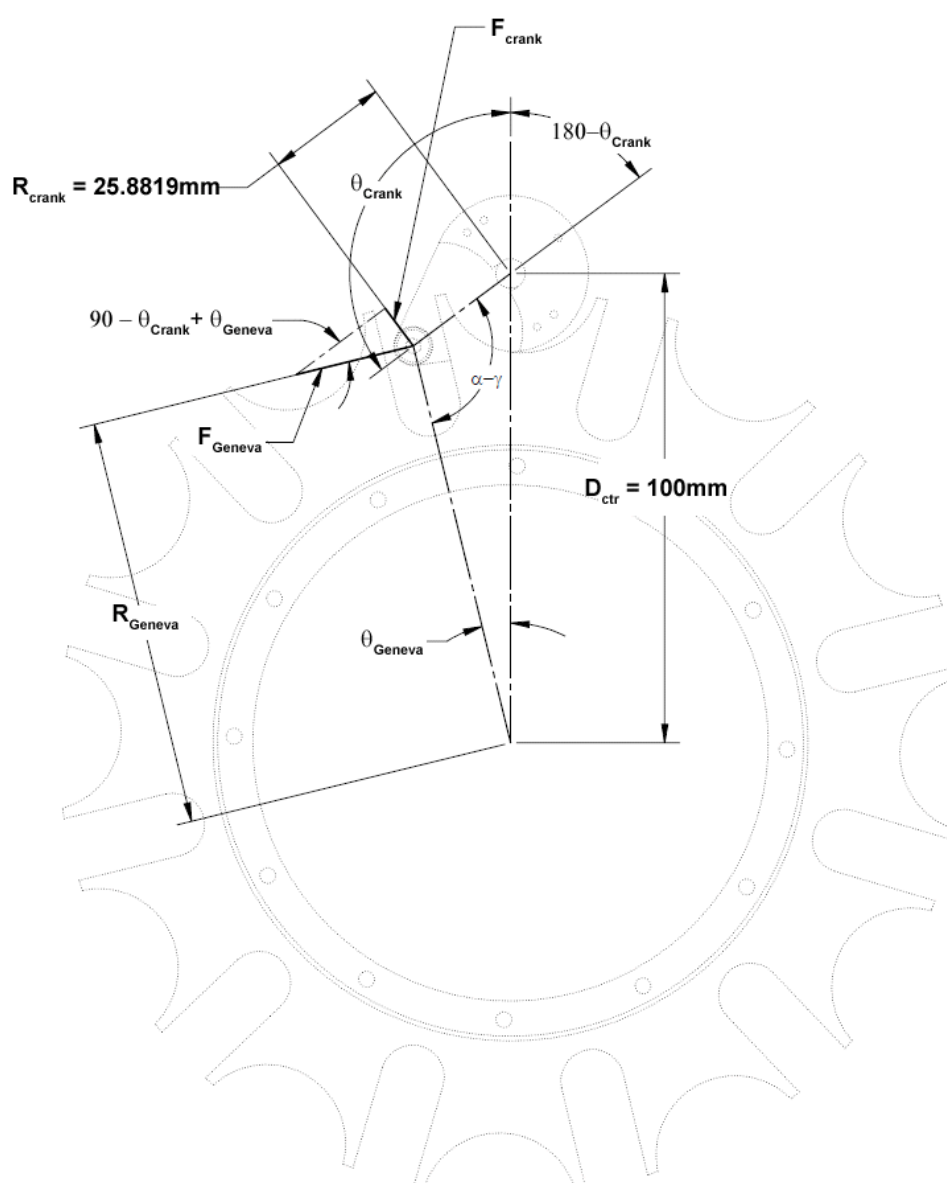 F_crank
180–θ_Crank
R_crank = 25.8819mm
θ_Crank
90 – θ_Crank + θ_Geneva
α–γ
F_Geneva
D_ctr = 100mm
R_Geneva
θ_Geneva